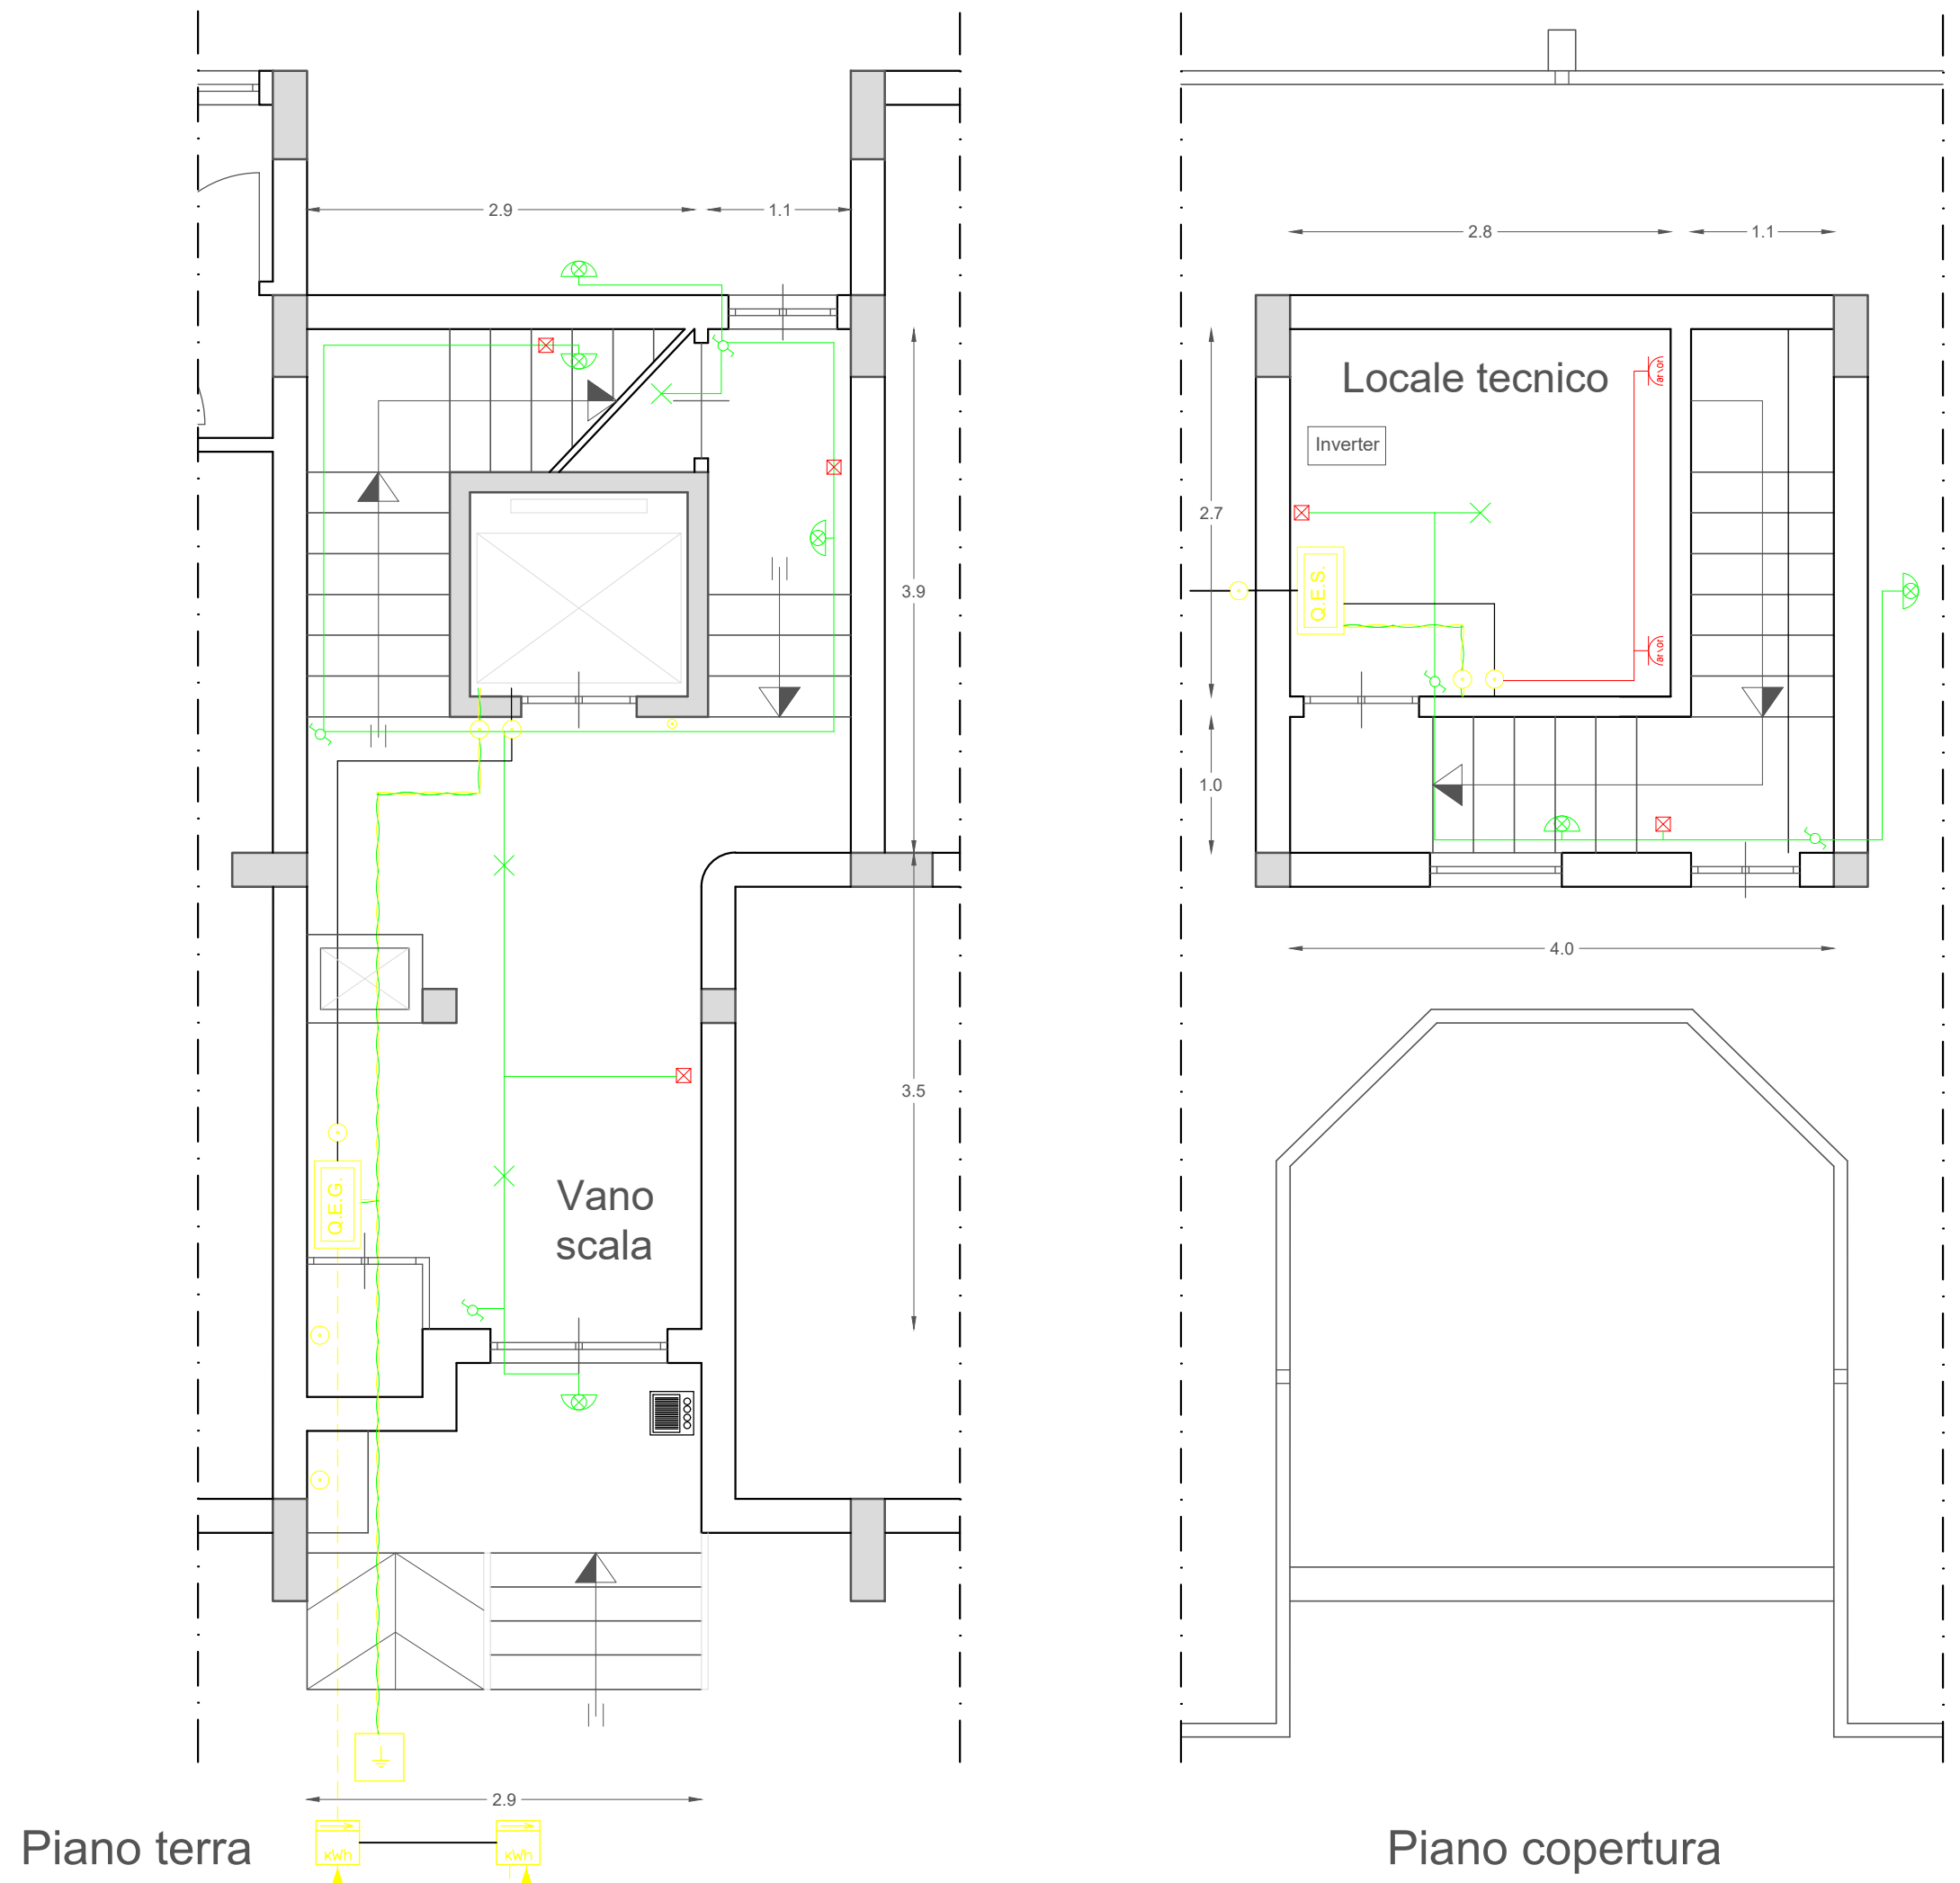 2.9
1.1
3.9
3.5
Q.E.G.
Vano
scala
2.9
kWh
kWh
Piano terra
2.8
1.1
Locale tecnico
Inverter
2.7
Q.E.S.
1.0
4.0
Piano copertura